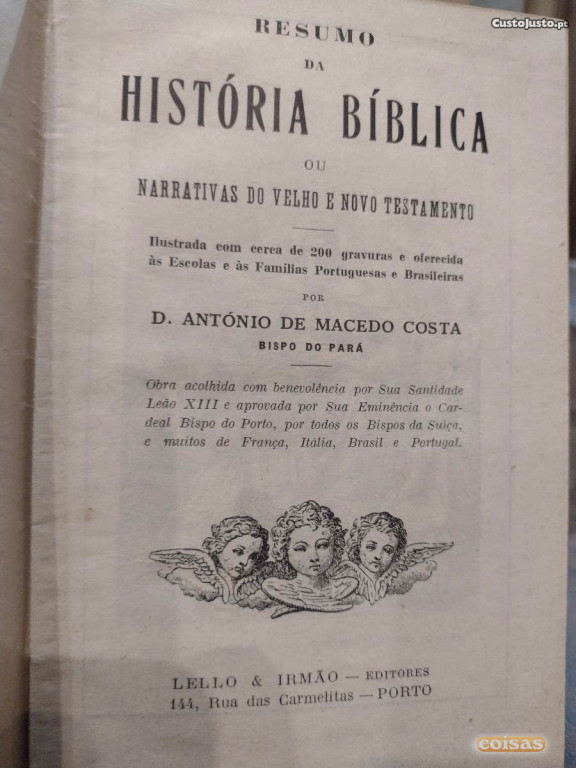 CustoJusto.pt
RESUMO
DA
HISTÓRIA BÍBLICA
OU
NARRATIVAS DO VELHO E NOVO TESTAMENTO
Ilustrada com cerca de 200 gravuras e oferecida
às Escolas e às Famílias Portuguesas e Brasileiras
POR
D. ANTÓNIO DE MACEDO COSTA
BISPO DO PARÁ
Obra acolhida com benevolência por Sua Santidade
Leão XIII e aprovada por Sua Eminência o Car-
deal Bispo do Porto, por todos os Bispos da Suiça,
e muitos de França, Itália, Brasil e Portugal.
LELLO & IRMÃO — EDITORES
144, Rua das Carmelitas — PORTO
coisas